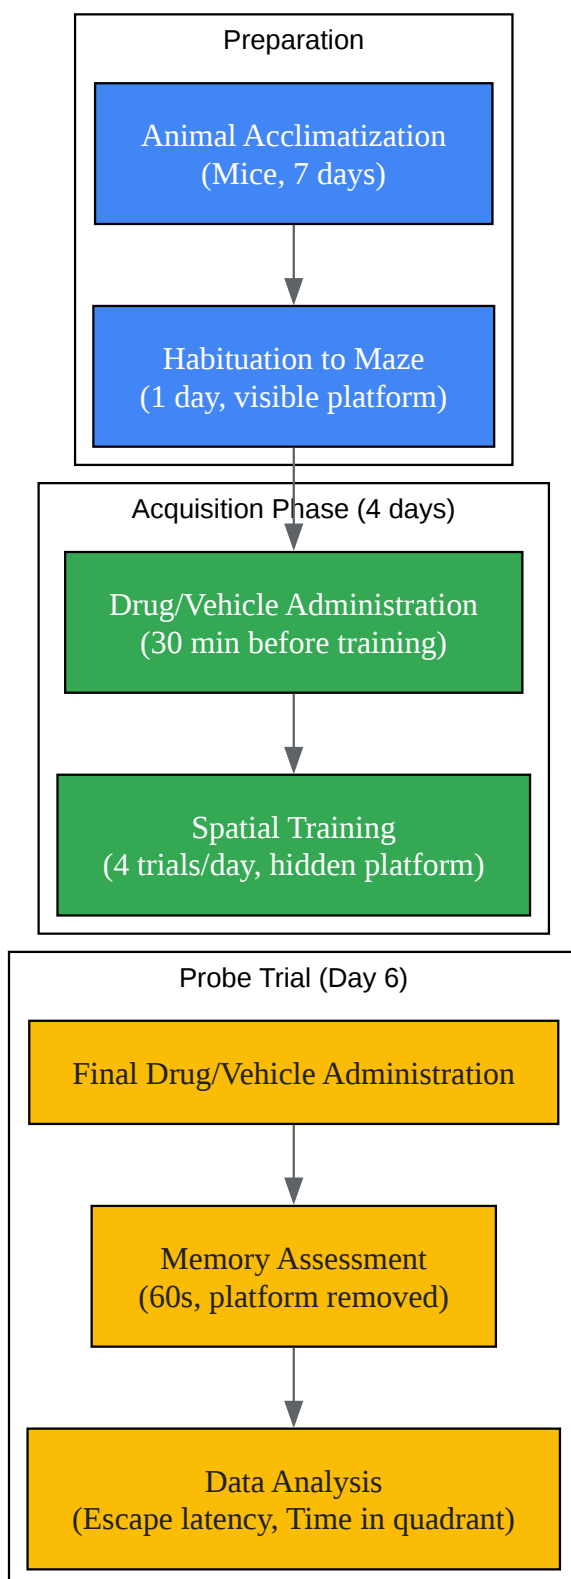 Preparation
Animal Acclimatization
(Mice, 7 days)
Habituation to Maze
(1 day, visible platform)
Acquisition Phase (4 days)
Drug/Vehicle Administration
(30 min before training)
Spatial Training
(4 trials/day, hidden platform)
Probe Trial (Day 6)
Final Drug/Vehicle Administration
Memory Assessment
(60s, platform removed)
Data Analysis
(Escape latency, Time in quadrant)